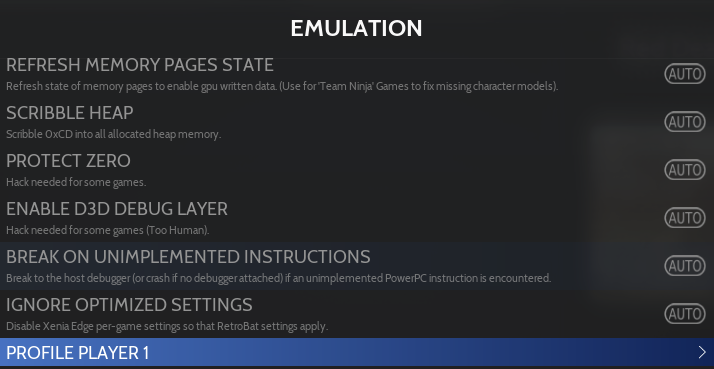 EMULATION
REFRESH MEMORY PAGES STATE
Refresh state of memory pages to enable gpu written data. (Use for 'Team Ninja' Games to fix missing character models).
AUTO
SCRIBBLE HEAP
Scribble 0xCD into all allocated heap memory.
AUTO
PROTECT ZERO
Hack needed for some games.
AUTO
ENABLE D3D DEBUG LAYER
Hack needed for some games (Too Human).
AUTO
BREAK ON UNIMPLEMENTED INSTRUCTIONS
Break to the host debugger (or crash if no debugger attached) if an unimplemented PowerPC instruction is encountered.
AUTO
IGNORE OPTIMIZED SETTINGS
Disable Xenia Edge per-game settings so that RetroBat settings apply.
AUTO
PROFILE PLAYER 1